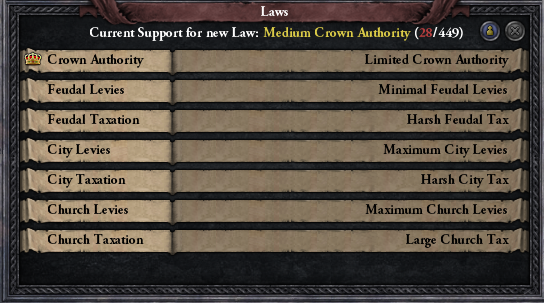 Laws
Current Support for new Law: Medium Crown Authority (28/449)
Crown Authority Limited Crown Authority
Feudal Levies Minimal Feudal Levies
Feudal Taxation Harsh Feudal Tax
City Levies Maximum City Levies
City Taxation Harsh City Tax
Church Levies Maximum Church Levies
Church Taxation Large Church Tax